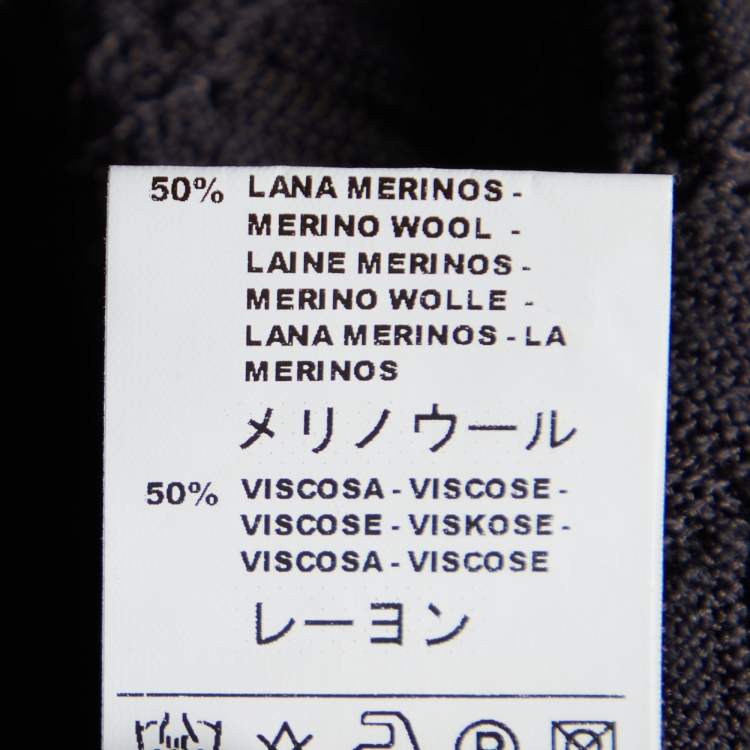 50% LANA MERINOS -
MERINO WOOL -
LAINE MERINOS -
MERINO WOLLE -
LANA MERINOS - LA
MERINOS
メリノウール
50% VISCOSA - VISCOSE -
VISCOSE - VISKOSE -
VISCOSA - VISCOSE
レーヨン
P